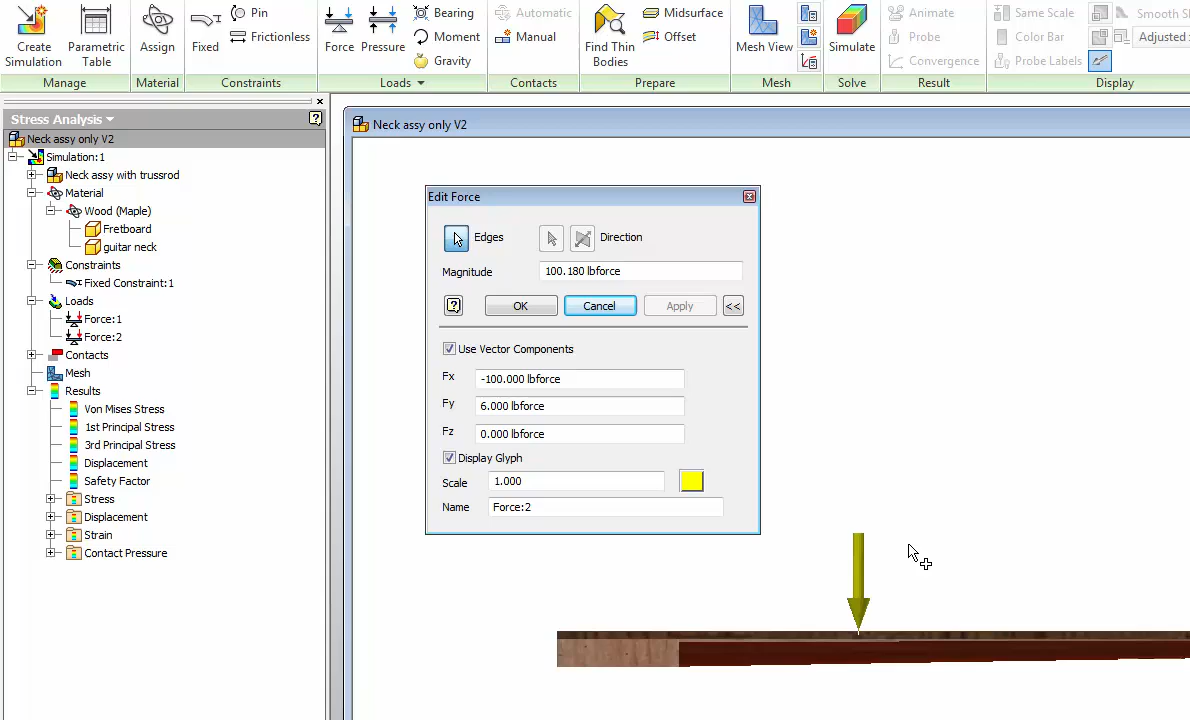 Create Simulation
Parametric Table
Assign
Fixed
Pin
Frictionless
Force
Pressure
Bearing
Moment
Gravity
Automatic
Manual
Find Thin Bodies
Midsurface
Offset
Mesh View
Simulate
Animate
Probe
Convergence
Same Scale
Color Bar
Probe Labels
Smooth
Adjusted
Manage
Material
Constraints
Loads
Contacts
Prepare
Mesh
Solve
Result
Display
Stress Analysis
Neck assy only V2
Simulation:1
Neck assy with trussrod
Material
Wood (Maple)
Fretboard
guitar neck
Constraints
Fixed Constraint:1
Loads
Force:1
Force:2
Contacts
Mesh
Results
Von Mises Stress
1st Principal Stress
3rd Principal Stress
Displacement
Safety Factor
Stress
Displacement
Strain
Contact Pressure
Neck assy only V2
Edit Force
Edges
Direction
Magnitude
100.180 lbforce
OK
Cancel
Apply
<<
Use Vector Components
Fx
-100.000 lbforce
Fy
6.000 lbforce
Fz
0.000 lbforce
Display Glyph
Scale
1.000
Name
Force:2